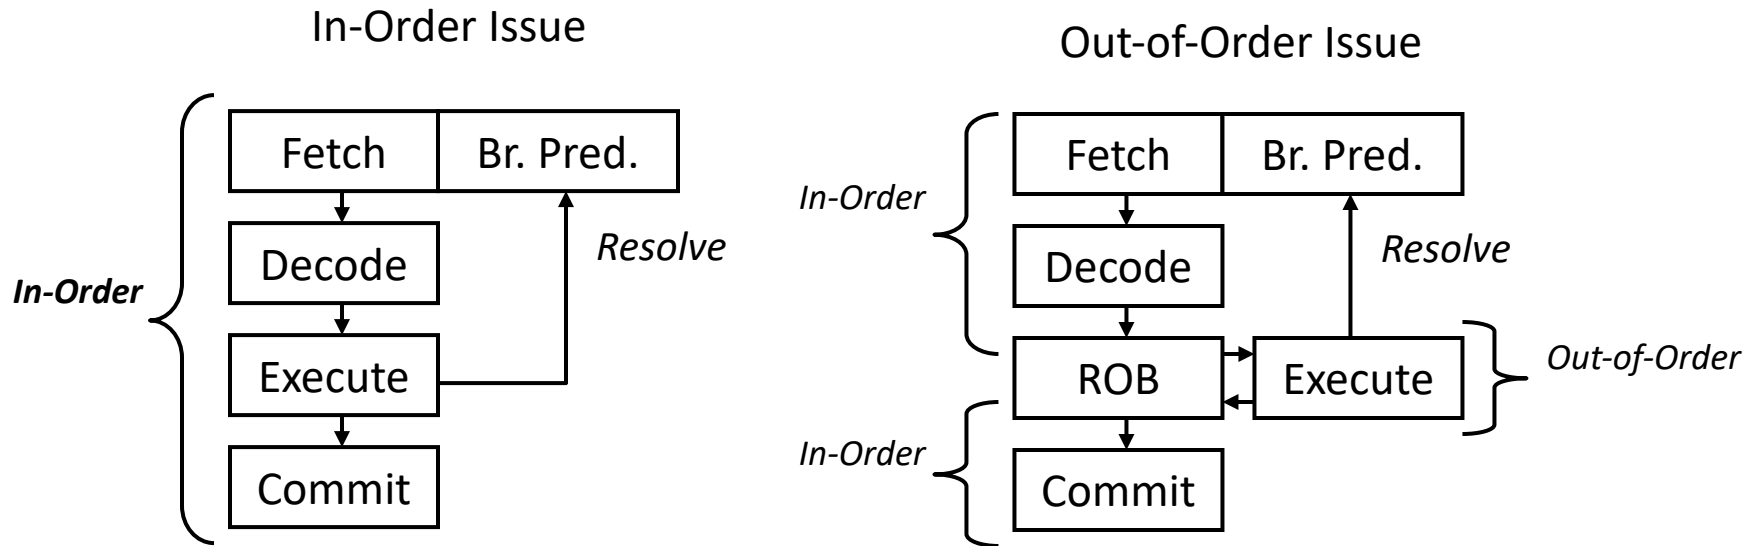 In-Order Issue
Fetch
Br. Pred.
Decode
Resolve
In-Order
Execute
Commit
Out-of-Order Issue
Fetch
Br. Pred.
In-Order
Decode
Resolve
ROB
Execute
Out-of-Order
In-Order
Commit